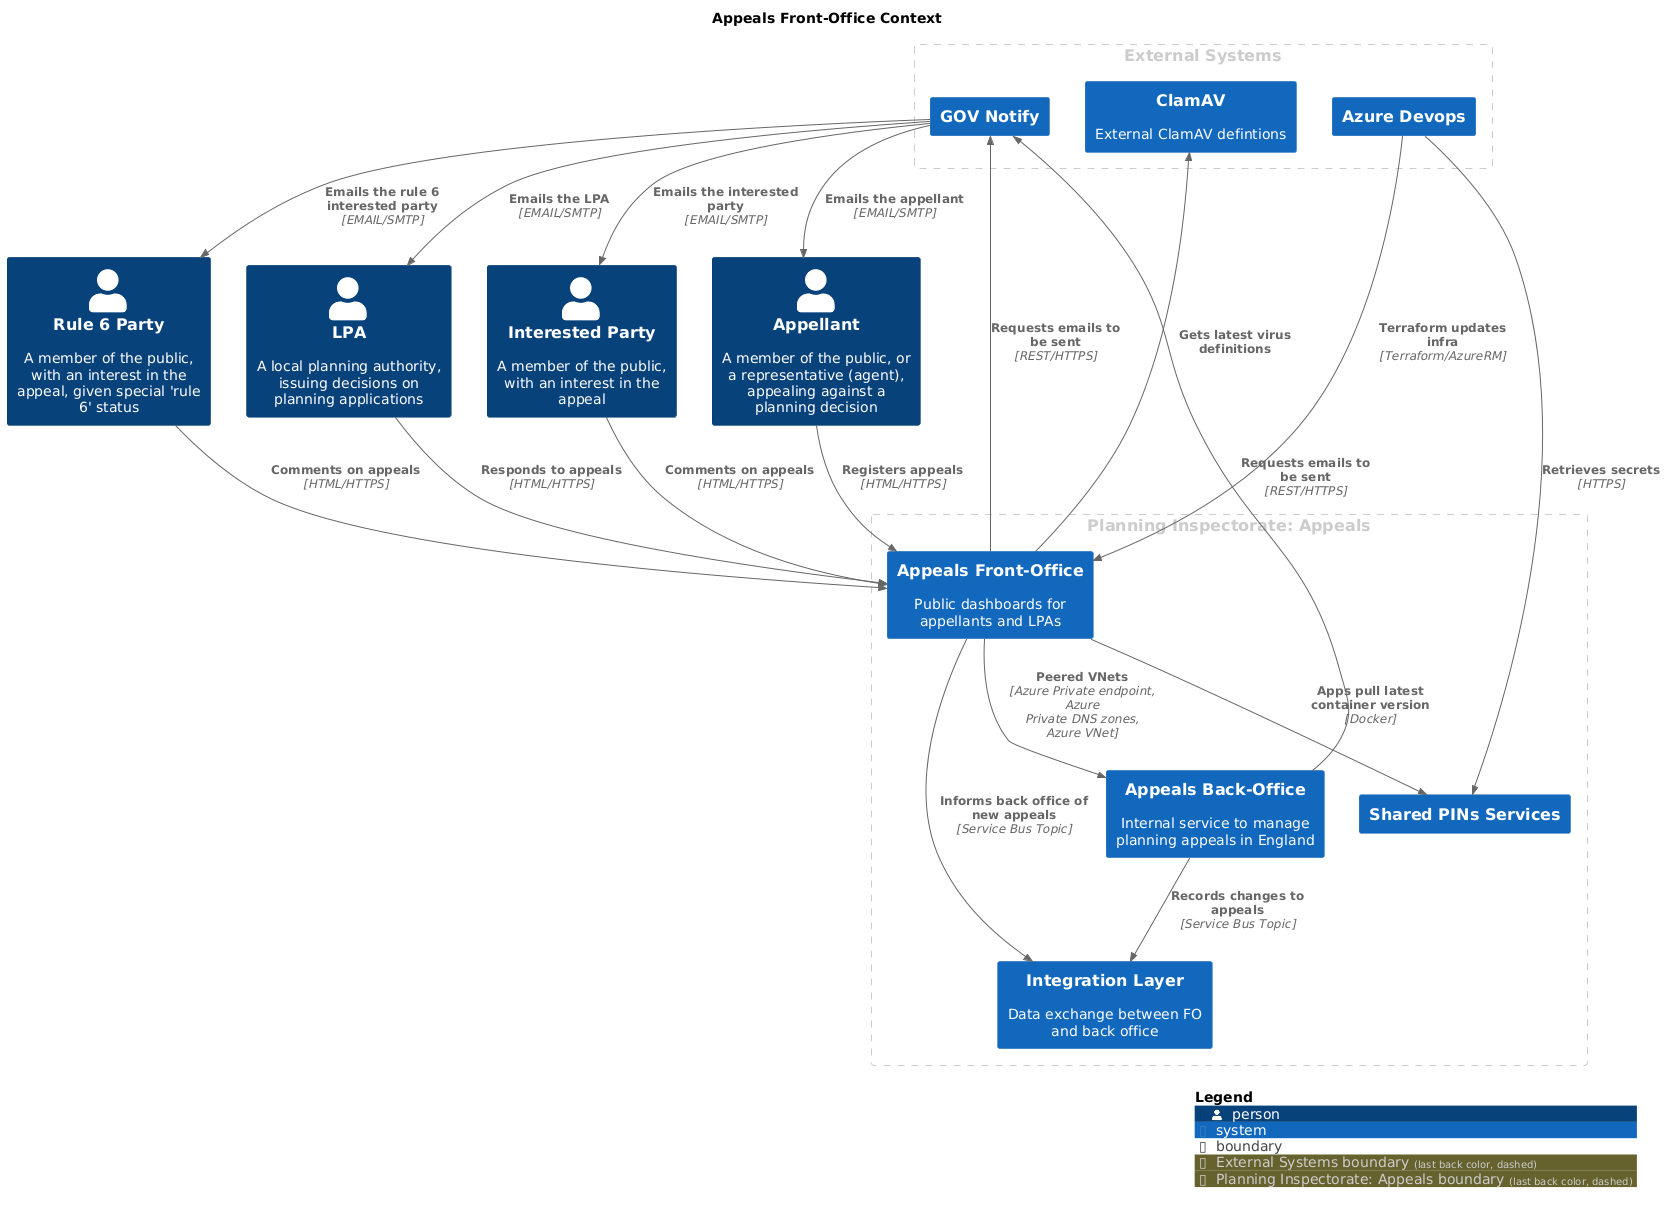 Appeals Front-Office Context
External Systems
GOV Notify
ClamAV
External ClamAV defintions
Azure Devops
Emails the rule 6
interested party
[EMAIL/SMTP]
Emails the LPA
[EMAIL/SMTP]
Emails the interested
party
[EMAIL/SMTP]
Emails the appellant
[EMAIL/SMTP]
Rule 6 Party
A member of the public,
with an interest in the
appeal, given special 'rule
6' status
LPA
A local planning authority,
issuing decisions on
planning applications
Interested Party
A member of the public,
with an interest in the
appeal
Appellant
A member of the public, or
a representative (agent),
appealing against a
planning decision
Requests emails to
be sent
[REST/HTTPS]
Gets latest virus
definitions
Terraform updates
infra
[Terraform/AzureRM]
Comments on appeals
[HTML/HTTPS]
Responds to appeals
[HTML/HTTPS]
Comments on appeals
[HTML/HTTPS]
Registers appeals
[HTML/HTTPS]
Requests emails to
be sent
[REST/HTTPS]
Retrieves secrets
[HTTPS]
Planning Inspectorate: Appeals
Appeals Front-Office
Public dashboards for
appellants and LPAs
Peered VNets
[Azure Private endpoint,
Azure
Private DNS zones,
Azure VNet]
Apps pull latest
container version
[Docker]
Informs back office of
new appeals
[Service Bus Topic]
Appeals Back-Office
Internal service to manage
planning appeals in England
Shared PINs Services
Records changes to
appeals
[Service Bus Topic]
Integration Layer
Data exchange between FO
and back office
Legend
person
system
boundary
External Systems boundary (last back color, dashed)
Planning Inspectorate: Appeals boundary (last back color, dashed)